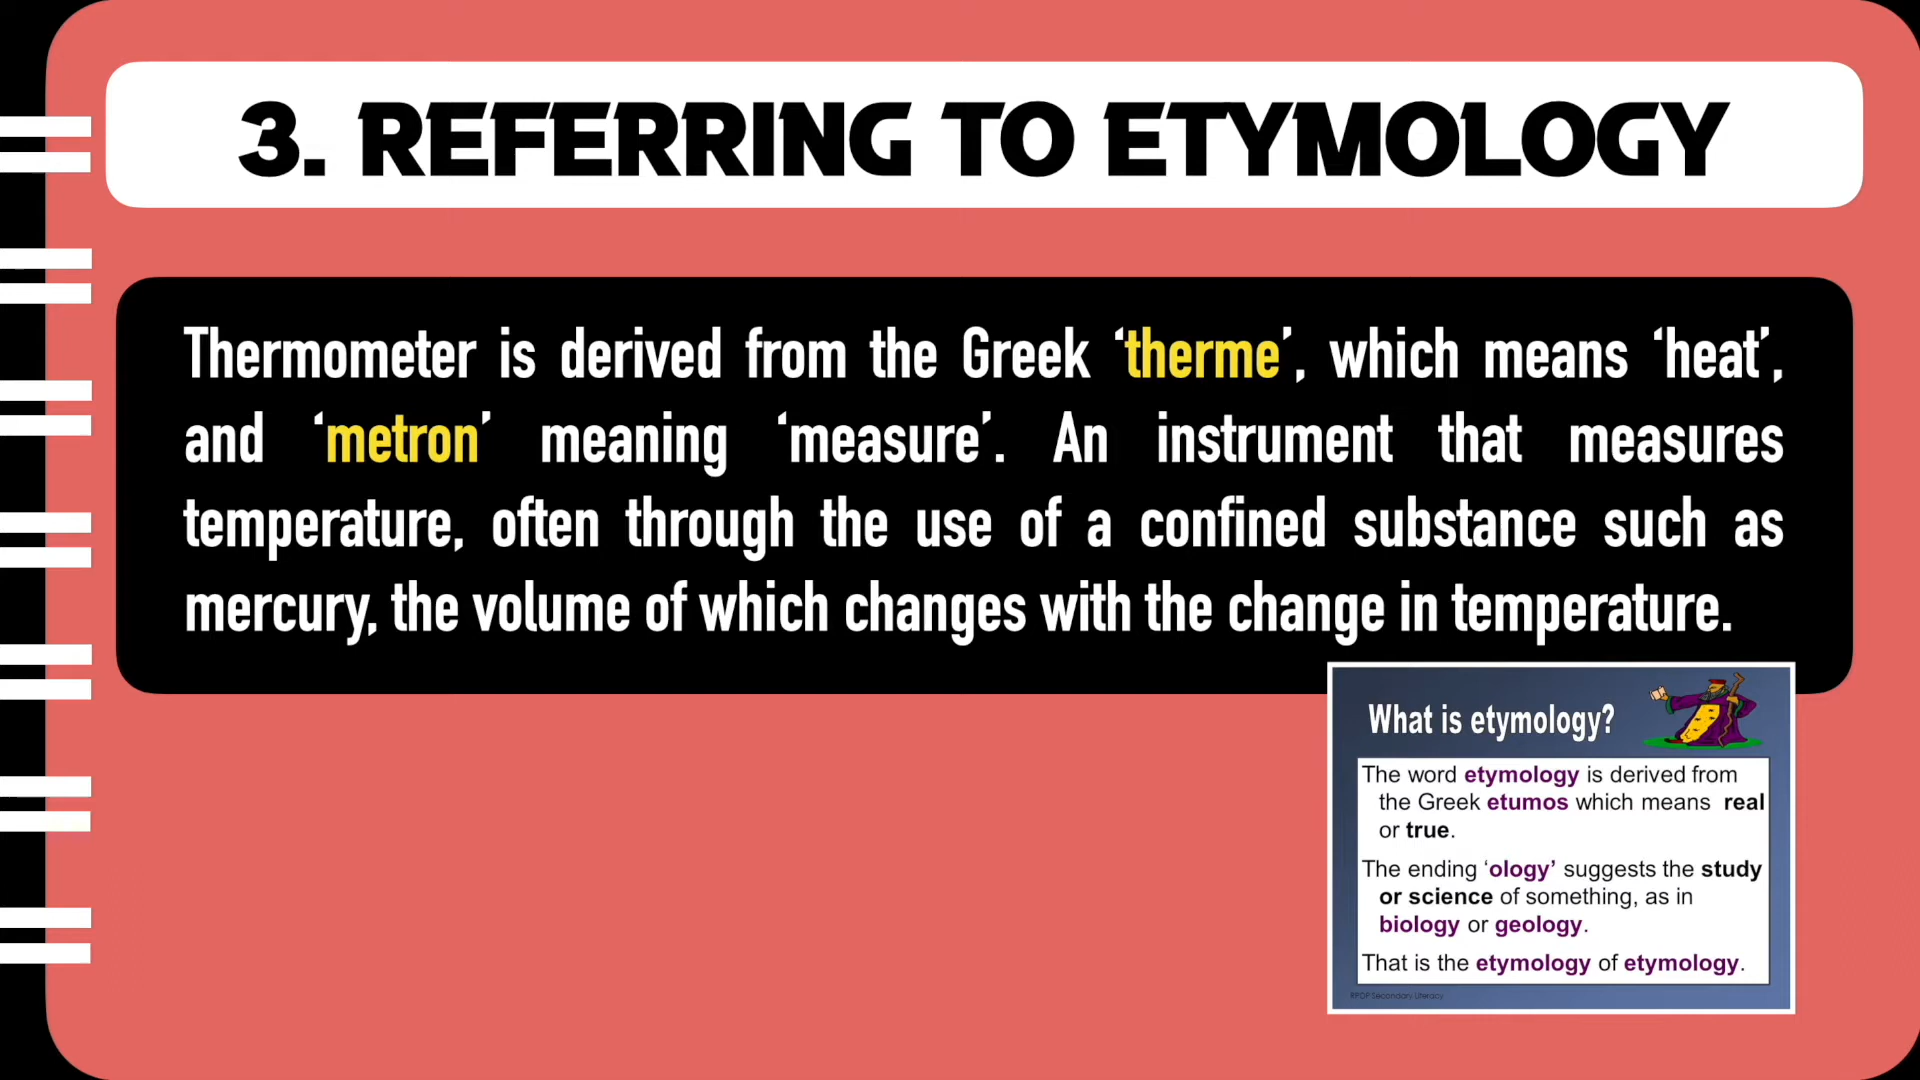 3. REFERRING TO ETYMOLOGY
Thermometer is derived from the Greek ‘therme’, which means ‘heat’,
and ‘metron’ meaning ‘measure’. An instrument that measures
temperature, often through the use of a confined substance such as
mercury, the volume of which changes with the change in temperature.
What is etymology?
The word etymology is derived from
the Greek etumos which means real
or true.
The ending ‘ology’ suggests the study
or science of something, as in
biology or geology.
That is the etymology of etymology.
RPDP Secondary Literacy